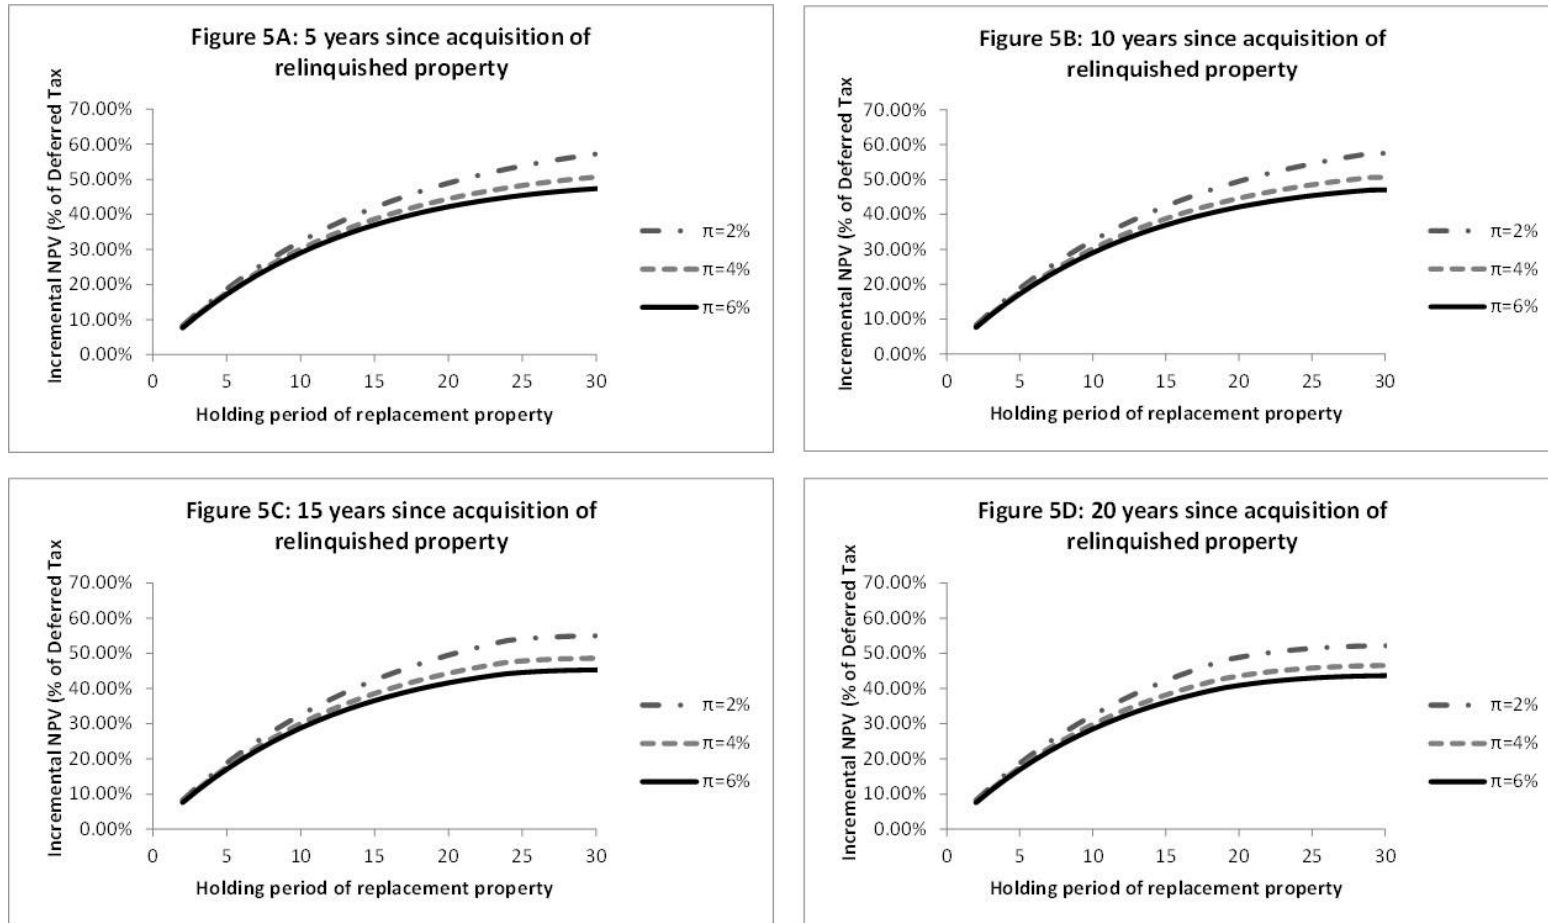 Figure 5A: 5 years since acquisition of
relinquished property
Incremental NPV (% of Deferred Tax
70.00%
60.00%
50.00%
40.00%
30.00%
20.00%
10.00%
0.00%
0 5 10 15 20 25 30
Holding period of replacement property
π=2%
π=4%
π=6%
Figure 5B: 10 years since acquisition of
relinquished property
Incremental NPV (% of Deferred Tax
70.00%
60.00%
50.00%
40.00%
30.00%
20.00%
10.00%
0.00%
0 5 10 15 20 25 30
Holding period of replacement property
π=2%
π=4%
π=6%
Figure 5C: 15 years since acquisition of
relinquished property
Incremental NPV (% of Deferred Tax
70.00%
60.00%
50.00%
40.00%
30.00%
20.00%
10.00%
0.00%
0 5 10 15 20 25 30
Holding period of replacement property
π=2%
π=4%
π=6%
Figure 5D: 20 years since acquisition of
relinquished property
Incremental NPV (% of Deferred Tax
70.00%
60.00%
50.00%
40.00%
30.00%
20.00%
10.00%
0.00%
0 5 10 15 20 25 30
Holding period of replacement property
π=2%
π=4%
π=6%